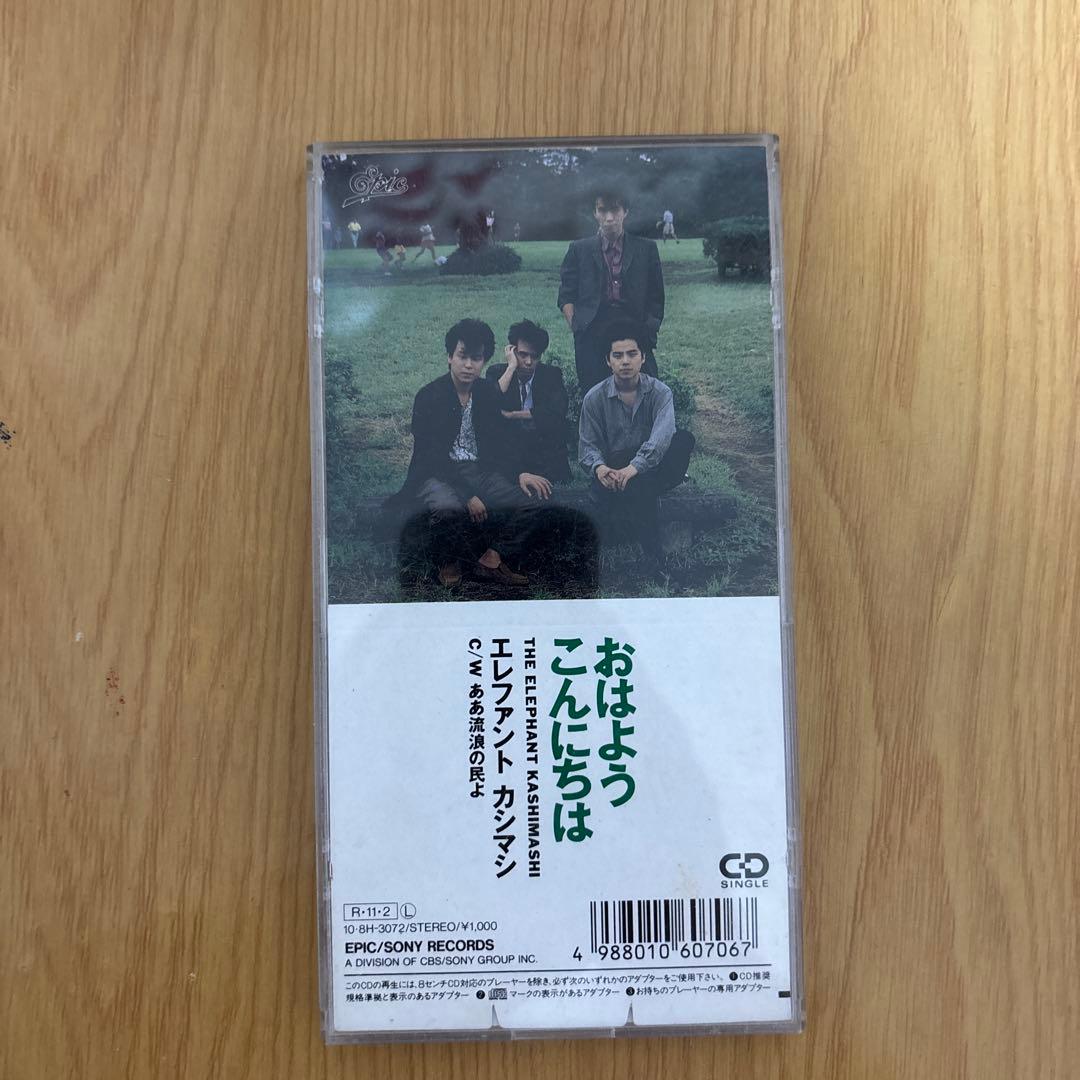 Epic
おはよう
こんにちは
THE ELEPHANT KASHIMASHI
エレファント カシマシ
C/W ああ流浪の民よ
CD
SINGLE
R・11・2 Ⓛ
10・8H-3072/STEREO/¥1,000
EPIC/SONY RECORDS
A DIVISION OF CBS/SONY GROUP INC.
4 988010 607067
このCDの再生には、8センチCD対応のプレーヤーを除き、必ず次のいずれかのアダプターをご使用下さい。❶CD推奨
規格準拠と表示のあるアダプター ❷ マークの表示があるアダプター ❸お持ちのプレーヤーの専用アダプター